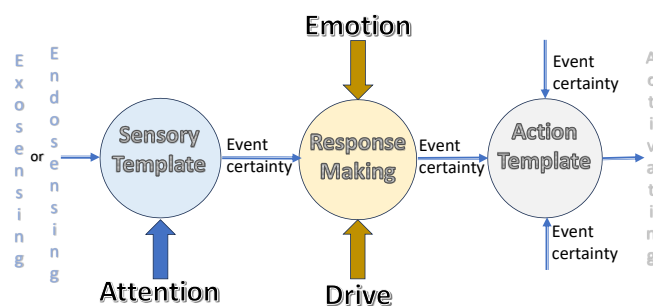 Emotion
Exosensing
or
Endosensing
Sensory
Template
Event
certainty
Response
Making
Event
certainty
Event
certainty
Action
Template
Event
certainty
Activating
Attention
Drive